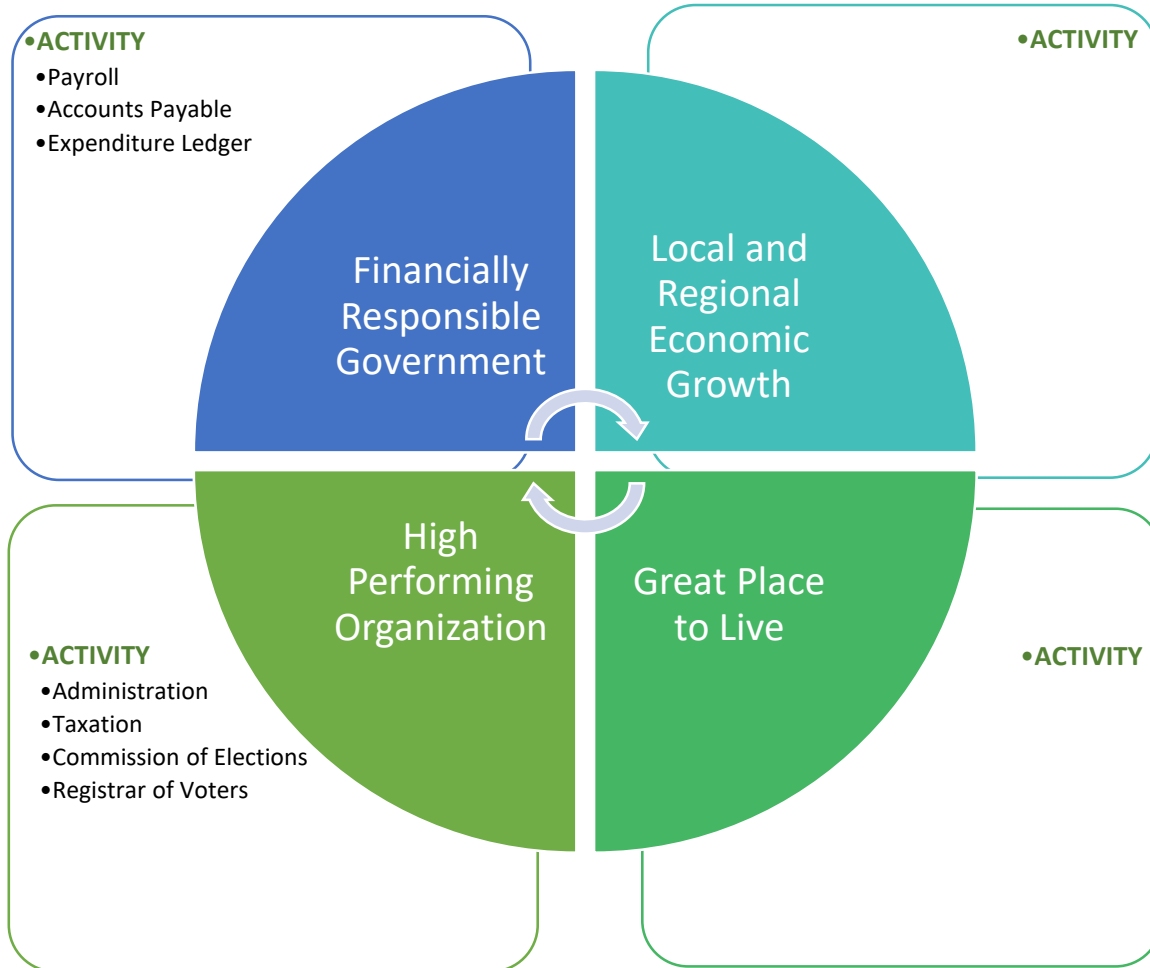 •ACTIVITY
•Payroll
•Accounts Payable
•Expenditure Ledger
•ACTIVITY
Financially
Responsible
Government
Local and
Regional
Economic
Growth
High
Performing
Organization
Great Place
to Live
•ACTIVITY
•Administration
•Taxation
•Commission of Elections
•Registrar of Voters
•ACTIVITY